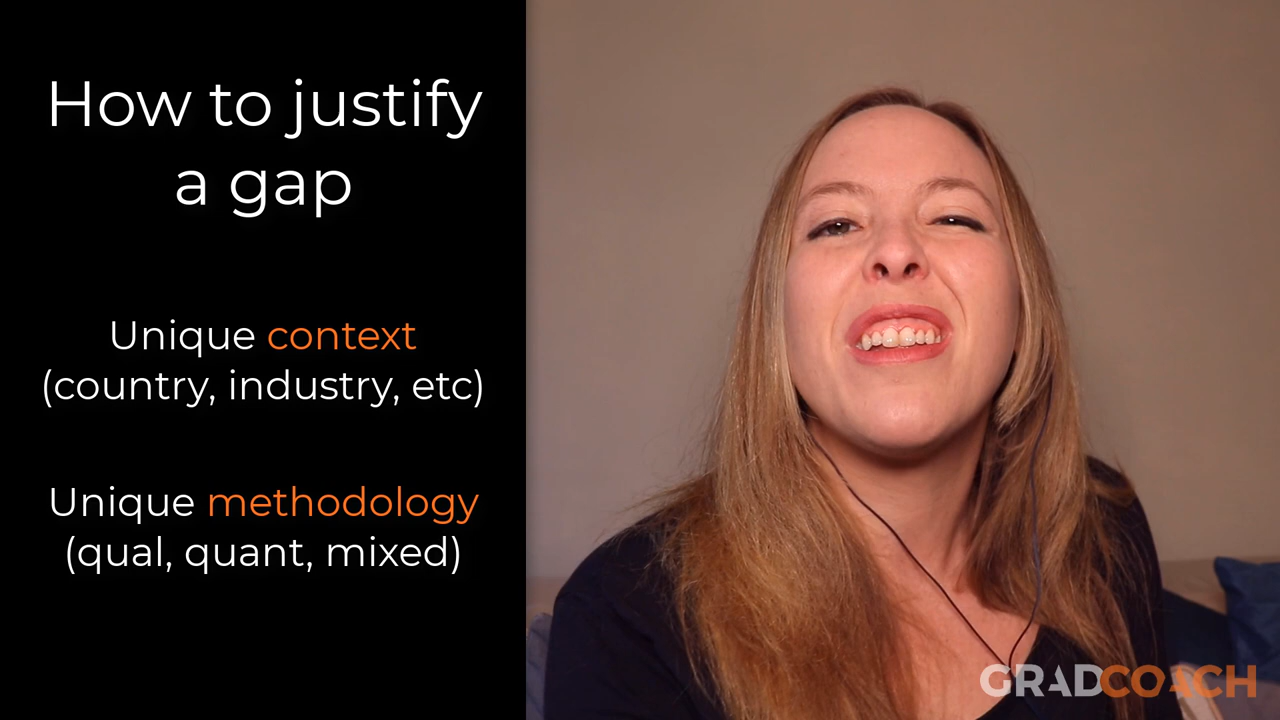 How to justify
a gap
Unique context
(country, industry, etc)
Unique methodology
(qual, quant, mixed)
GRADCOACH